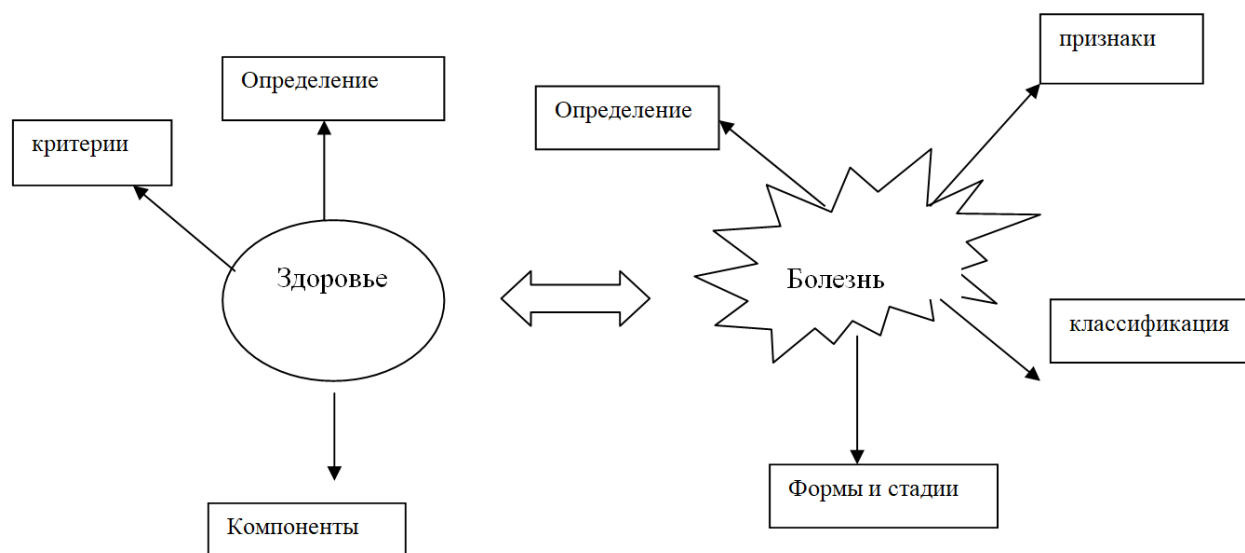 признаки
Определение
Определение
критерии
Здоровье
Болезнь
классификация
Формы и стадии
Компоненты